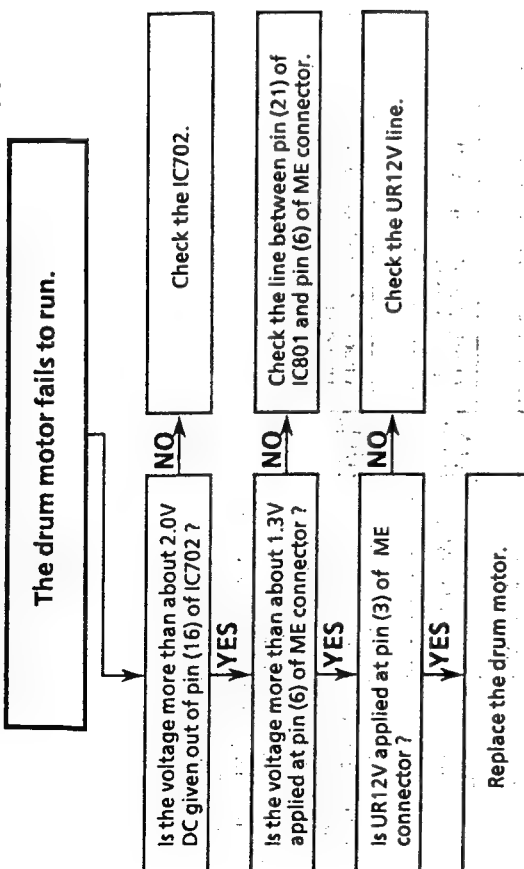 The drum motor fails to run.
Is the voltage more than about 2.0V
DC given out of pin (16) of IC702 ?
NO
Check the IC702.
YES
Is the voltage more than about 1.3V
applied at pin (6) of ME connector ?
NO
Check the line between pin (21) of
IC801 and pin (6) of ME connector.
YES
Is UR12V applied at pin (3) of ME
connector ?
NO
Check the UR12V line.
YES
Replace the drum motor.